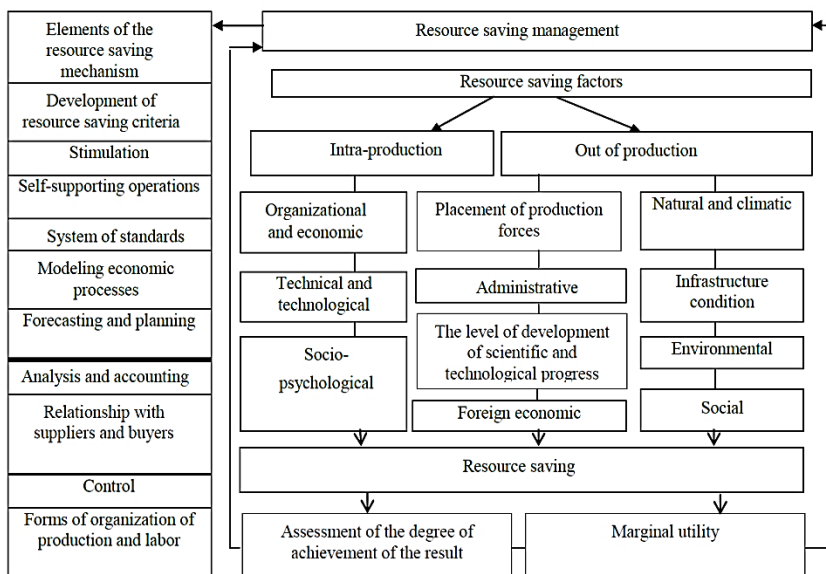 Elements of the
resource saving
mechanism
Development of
resource saving criteria
Stimulation
Self-supporting operations
System of standards
Modeling economic
processes
Forecasting and planning
Analysis and accounting
Relationship with
suppliers and buyers
Control
Forms of organization of
production and labor
Resource saving management
Resource saving factors
Intra-production
Out of production
Organizational
and economic
Technical and
technological
Socio-
psychological
Placement of production
forces
Administrative
The level of development
of scientific and
technological progress
Foreign economic
Natural and climatic
Infrastructure
condition
Environmental
Social
Resource saving
Assessment of the degree of
achievement of the result
Marginal utility